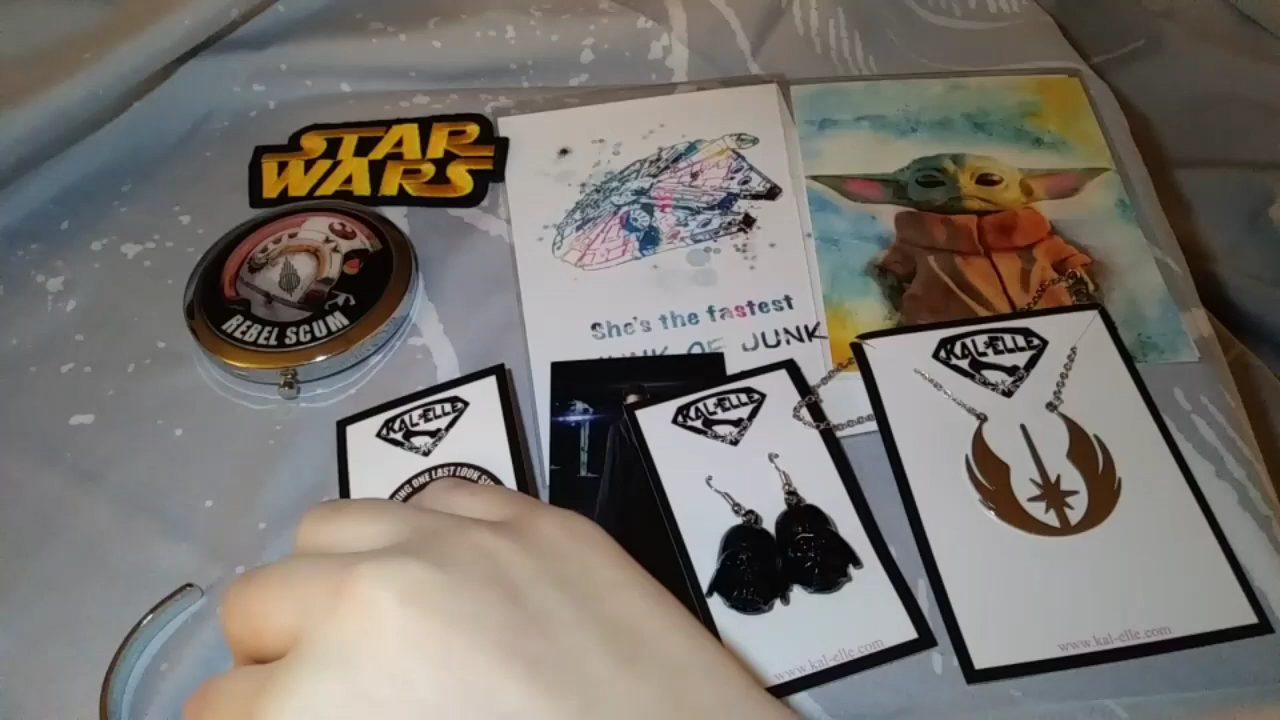 STAR
WARS
REBEL SCUM
She's the fastest
OF JUNK
KAL-ELLE
ONE LAST LOOK
KAL-ELLE
www.kal-elle.com
KAL-ELLE
www.kal-elle.com